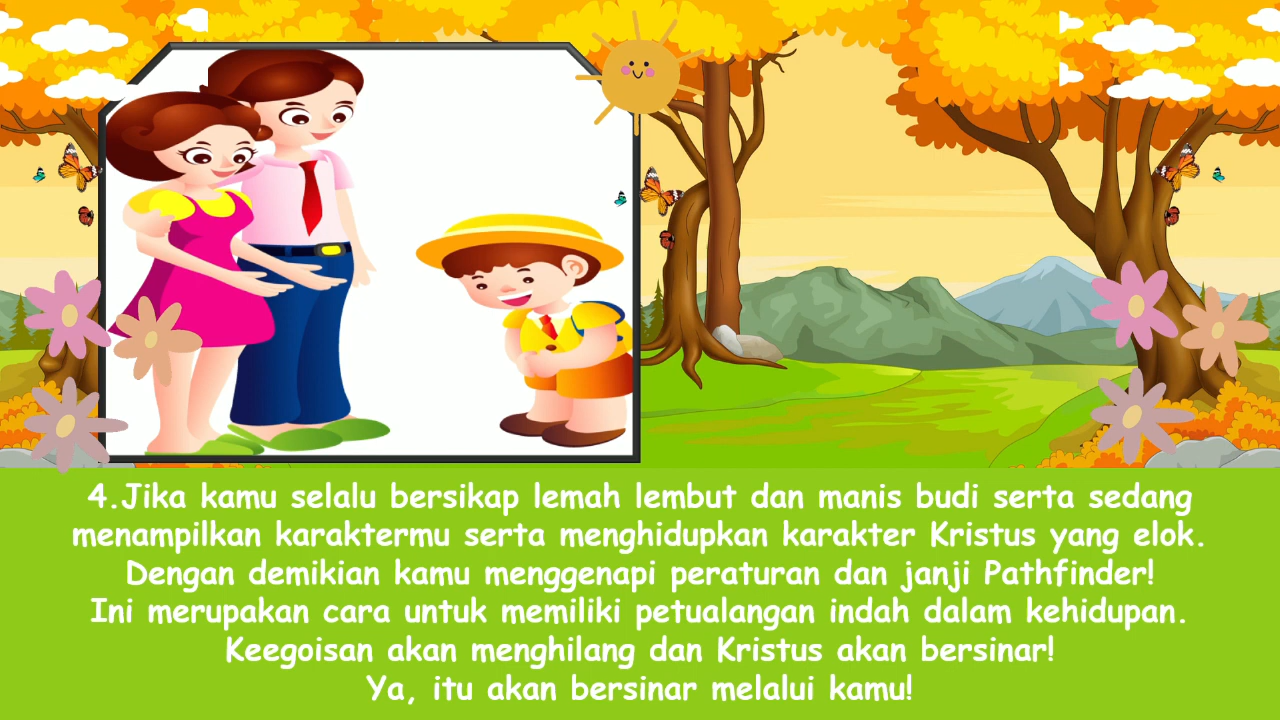 4.Jika kamu selalu bersikap lemah lembut dan manis budi serta sedang
menampilkan karaktermu serta menghidupkan karakter Kristus yang elok.
Dengan demikian kamu menggenapi peraturan dan janji Pathfinder!
Ini merupakan cara untuk memiliki petualangan indah dalam kehidupan.
Keegoisan akan menghilang dan Kristus akan bersinar!
Ya, itu akan bersinar melalui kamu!